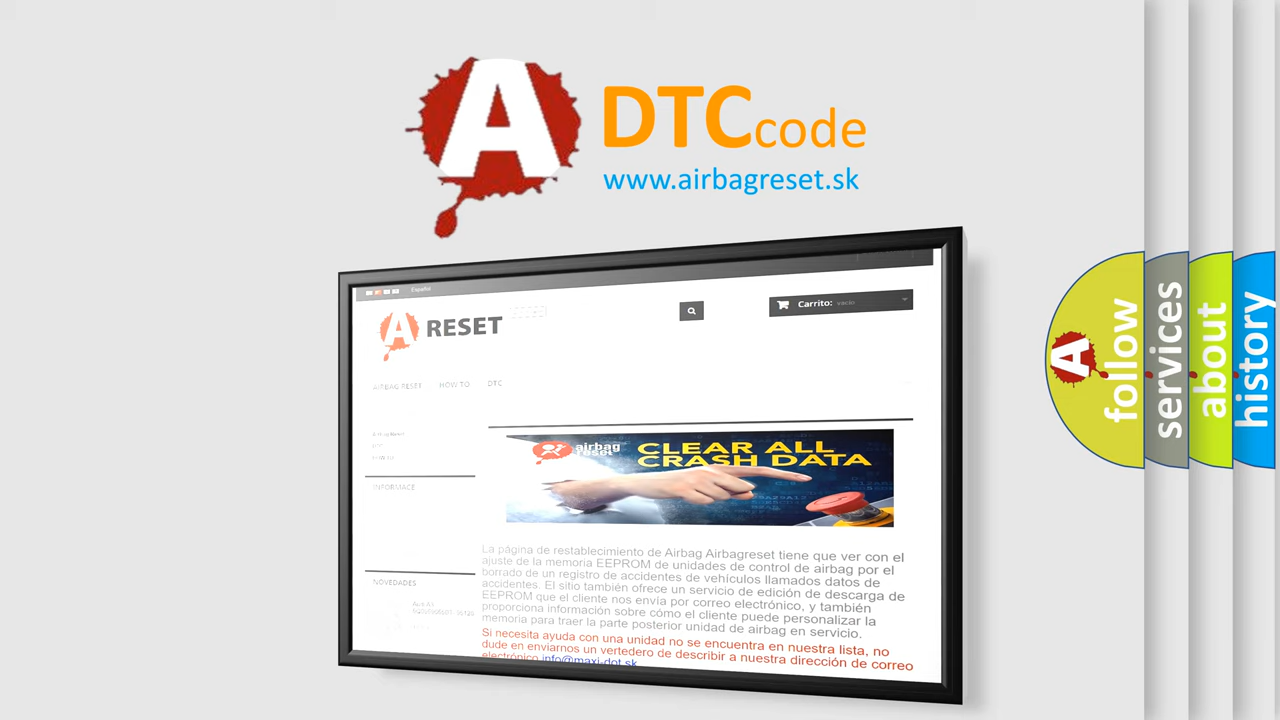 A DTCcode
www.airbagreset.sk
Español
A RESET
Carrito: vacío
AIRBAG RESET HOW TO DTC
CLEAR ALL
CRASH DATA
airbag
reset
INFORMACE
La página de restablecimiento de Airbag Airbagreset tiene que ver con el
ajuste de la memoria EEPROM de unidades de control de airbag por el
borrado de un registro de accidentes de vehículos llamados datos de
accidentes. El sitio también ofrece un servicio de edición de descarga de
EEPROM que el cliente nos envía por correo electrónico, y también
proporciona información sobre cómo el cliente puede personalizar la
memoria para traer la parte posterior unidad de airbag en servicio.
Si necesita ayuda con una unidad no se encuentra en nuestra lista, no
dude en enviarnos un vertedero de describir a nuestra dirección de correo
electrónico info@maxi-dot.sk
NOVEDADES
A follow
services
about
history